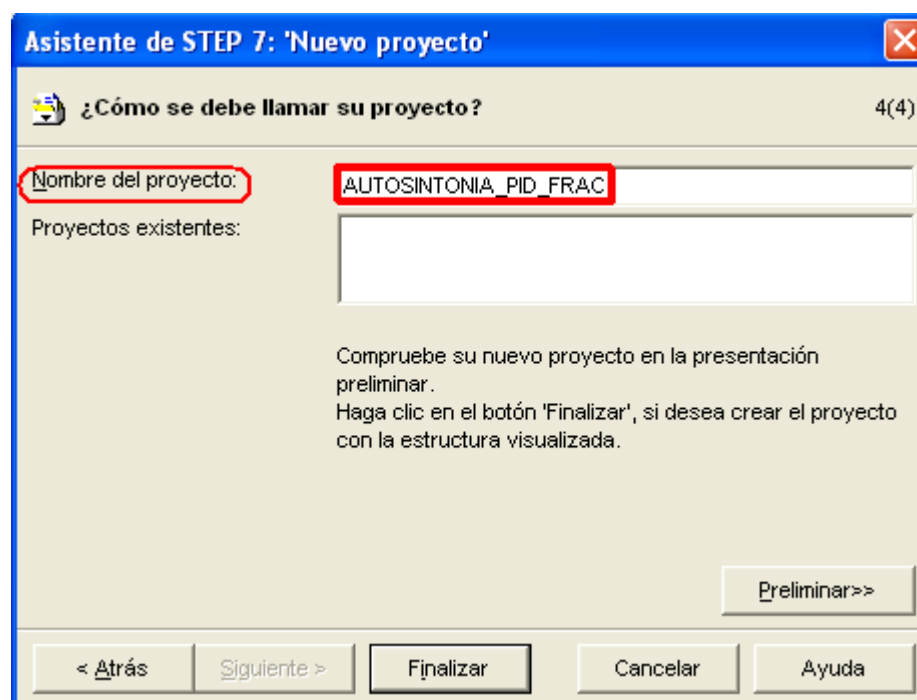 Asistente de STEP 7: 'Nuevo proyecto'
¿Cómo se debe llamar su proyecto?
4(4)
Nombre del proyecto:
AUTOSINTONIA_PID_FRAC
Proyectos existentes:
Compruebe su nuevo proyecto en la presentación
preliminar.
Haga clic en el botón 'Finalizar', si desea crear el proyecto
con la estructura visualizada.
Preliminar>>
< Atrás
Siguiente >
Finalizar
Cancelar
Ayuda